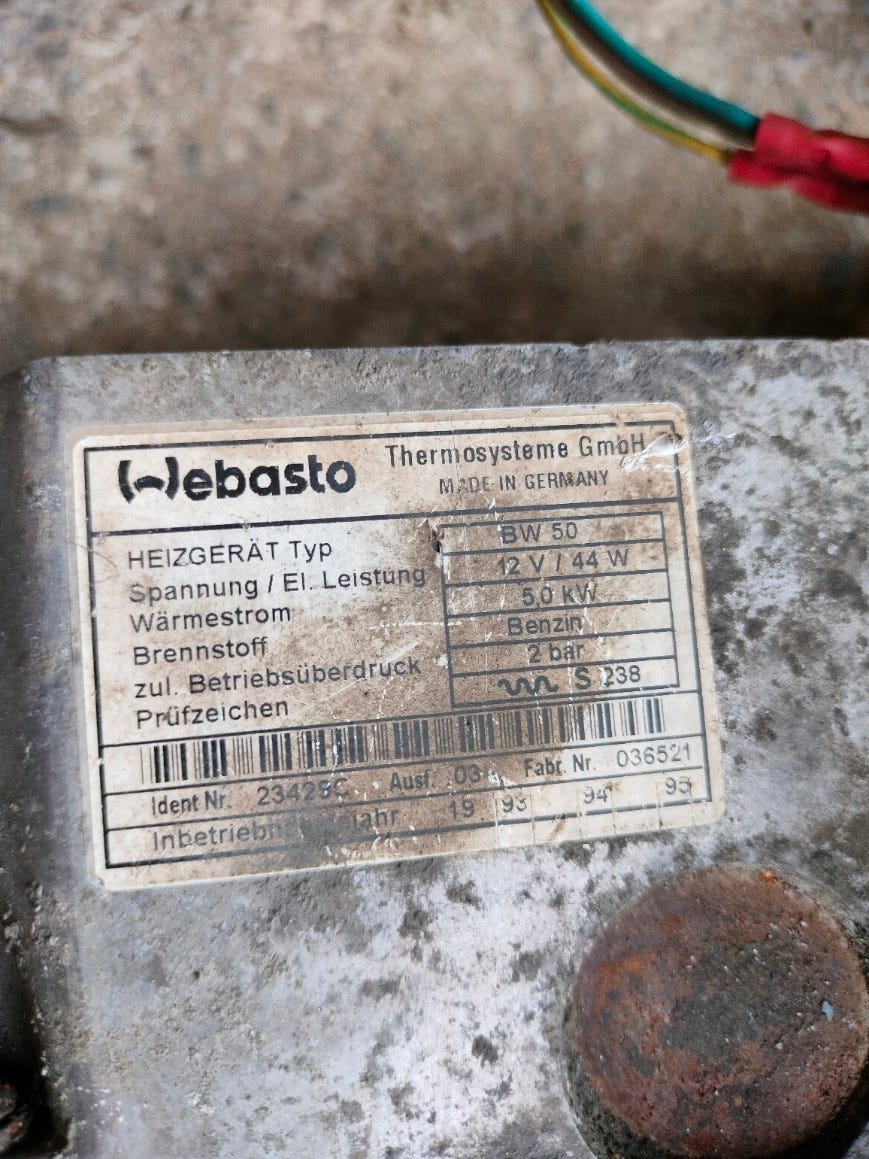 Webasto Thermosysteme GmbH
MADE IN GERMANY
HEIZGERÄT Typ BW 50
Spannung / El. Leistung 12 V / 44 W
Wärmestrom 5,0 kW
Brennstoff Benzin
zul. Betriebsüberdruck 2 bar
Prüfzeichen S 238
Ident Nr. Ausf. 03 Fabr. Nr. 036521
19 93 94 95